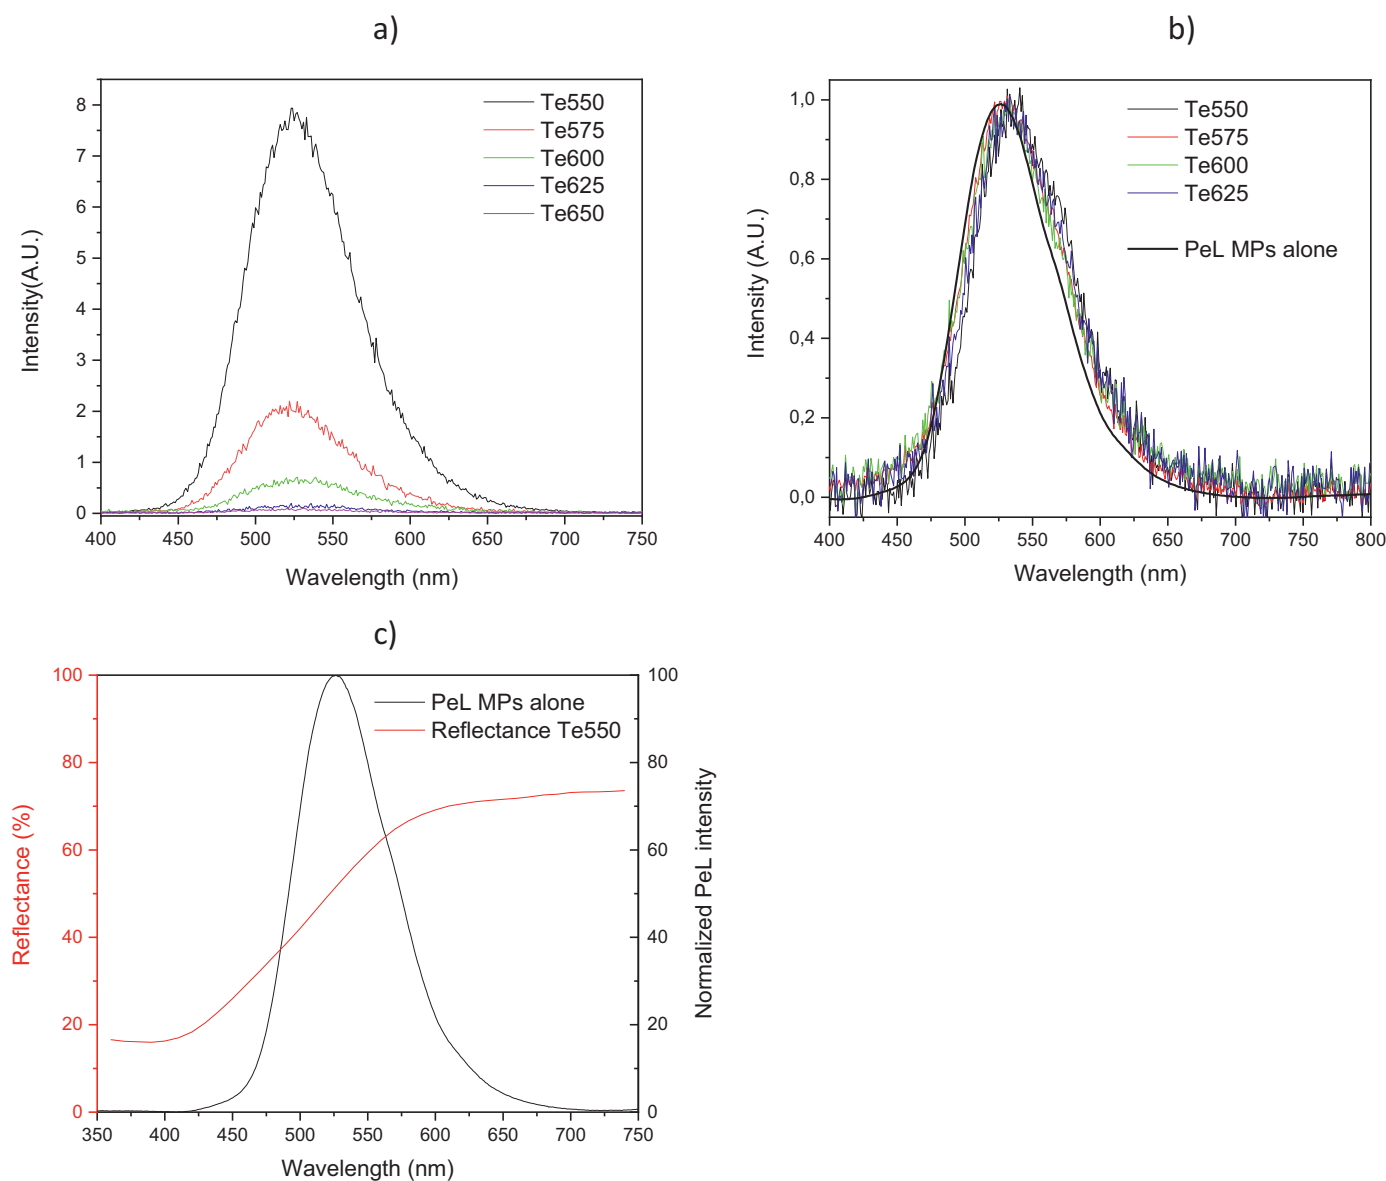 a)
8
7
6
5
4
3
2
1
0
400 450 500 550 600 650 700 750
Intensity(A.U.)
Wavelength (nm)
Te550
Te575
Te600
Te625
Te650
b)
1,0
0,8
0,6
0,4
0,2
0,0
400 450 500 550 600 650 700 750 800
Intensity (A.U.)
Wavelength (nm)
Te550
Te575
Te600
Te625
PeL MPs alone
c)
100
80
60
40
20
0
Reflectance (%)
350 400 450 500 550 600 650 700 750
Wavelength (nm)
PeL MPs alone
Reflectance Te550
100
80
60
40
20
0
Normalized PeL intensity